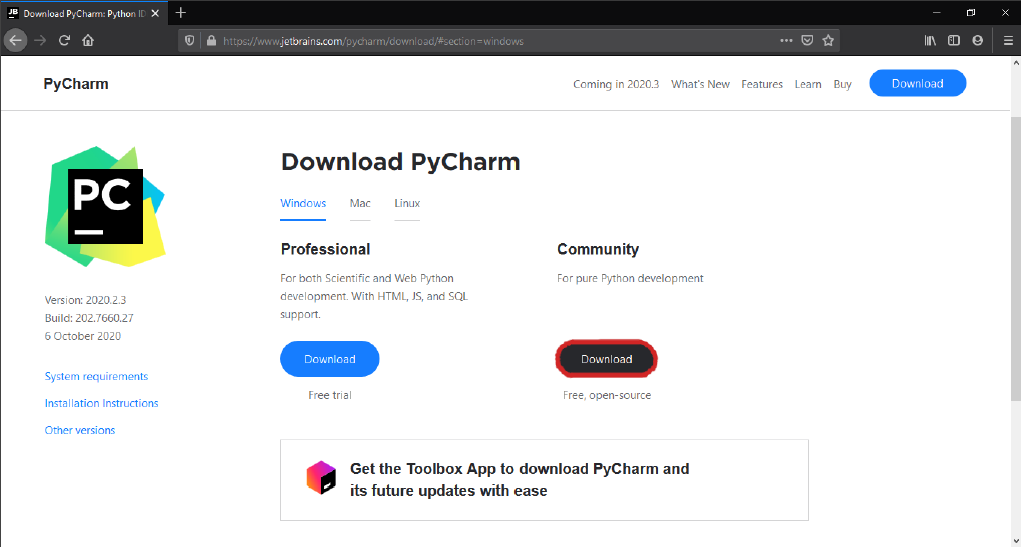 JB Download PyCharm: Python ID
https://www.jetbrains.com/pycharm/download/#section=windows
PyCharm
Coming in 2020.3 What's New Features Learn Buy Download
PC
Download PyCharm
Windows Mac Linux
Professional
For both Scientific and Web Python
development. With HTML, JS, and SQL
support.
Download
Free trial
Community
For pure Python development
Download
Free, open-source
Version: 2020.2.3
Build: 202.7660.27
6 October 2020
System requirements
Installation Instructions
Other versions
Get the Toolbox App to download PyCharm and
its future updates with ease